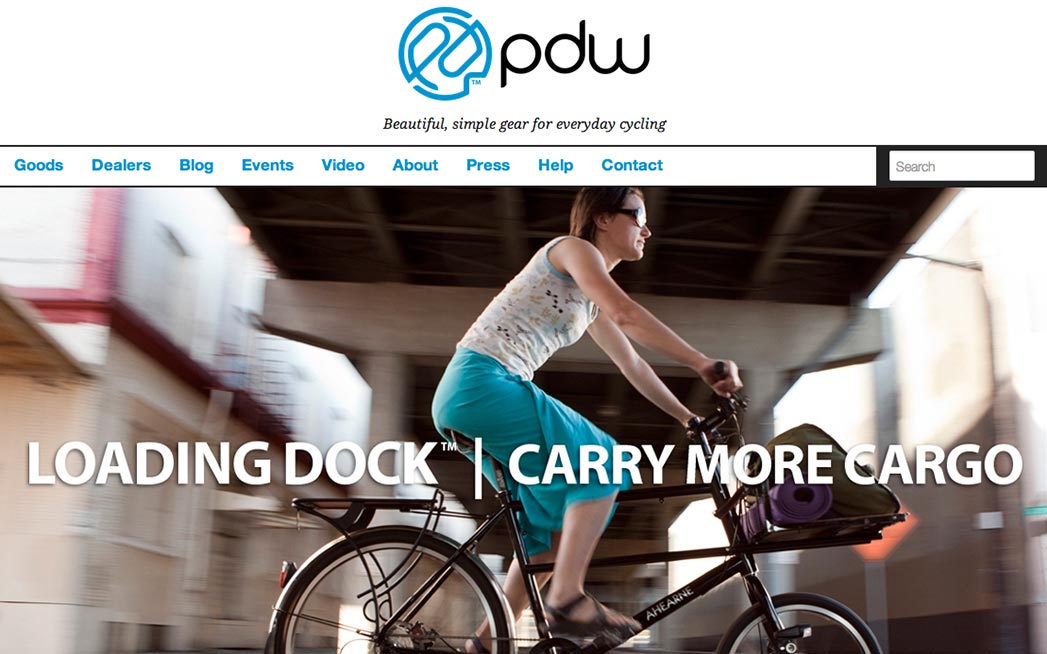 TM
pdw
Beautiful, simple gear for everyday cycling
Goods Dealers Blog Events Video About Press Help Contact Search
LOADING DOCK™ | CARRY MORE CARGO
AHEARNE